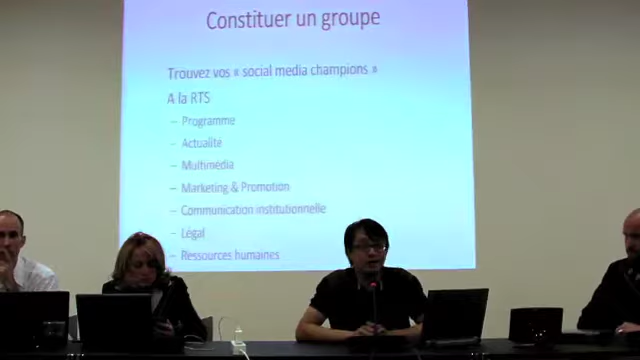 Constituer un groupe
Trouvez vos « social media champions »
A la RTS
– Programme
– Actualité
– Multimédia
– Marketing & Promotion
– Communication institutionnelle
– Légal
– Ressources humaines